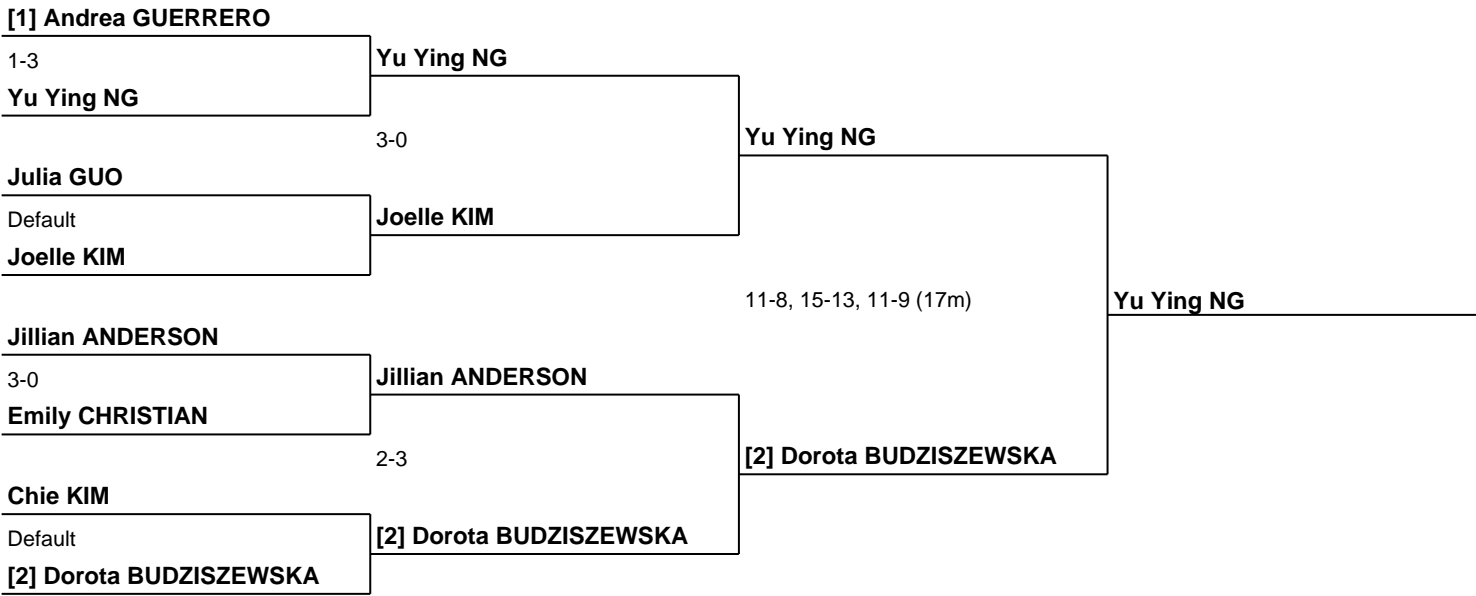 [1] Andrea GUERRERO
1-3
Yu Ying NG
Yu Ying NG
3-0
Yu Ying NG
Julia GUO
Default
Joelle KIM
Joelle KIM
11-8, 15-13, 11-9 (17m)
Yu Ying NG
Jillian ANDERSON
3-0
Jillian ANDERSON
Emily CHRISTIAN
2-3
[2] Dorota BUDZISZEWSKA
Chie KIM
Default
[2] Dorota BUDZISZEWSKA
[2] Dorota BUDZISZEWSKA